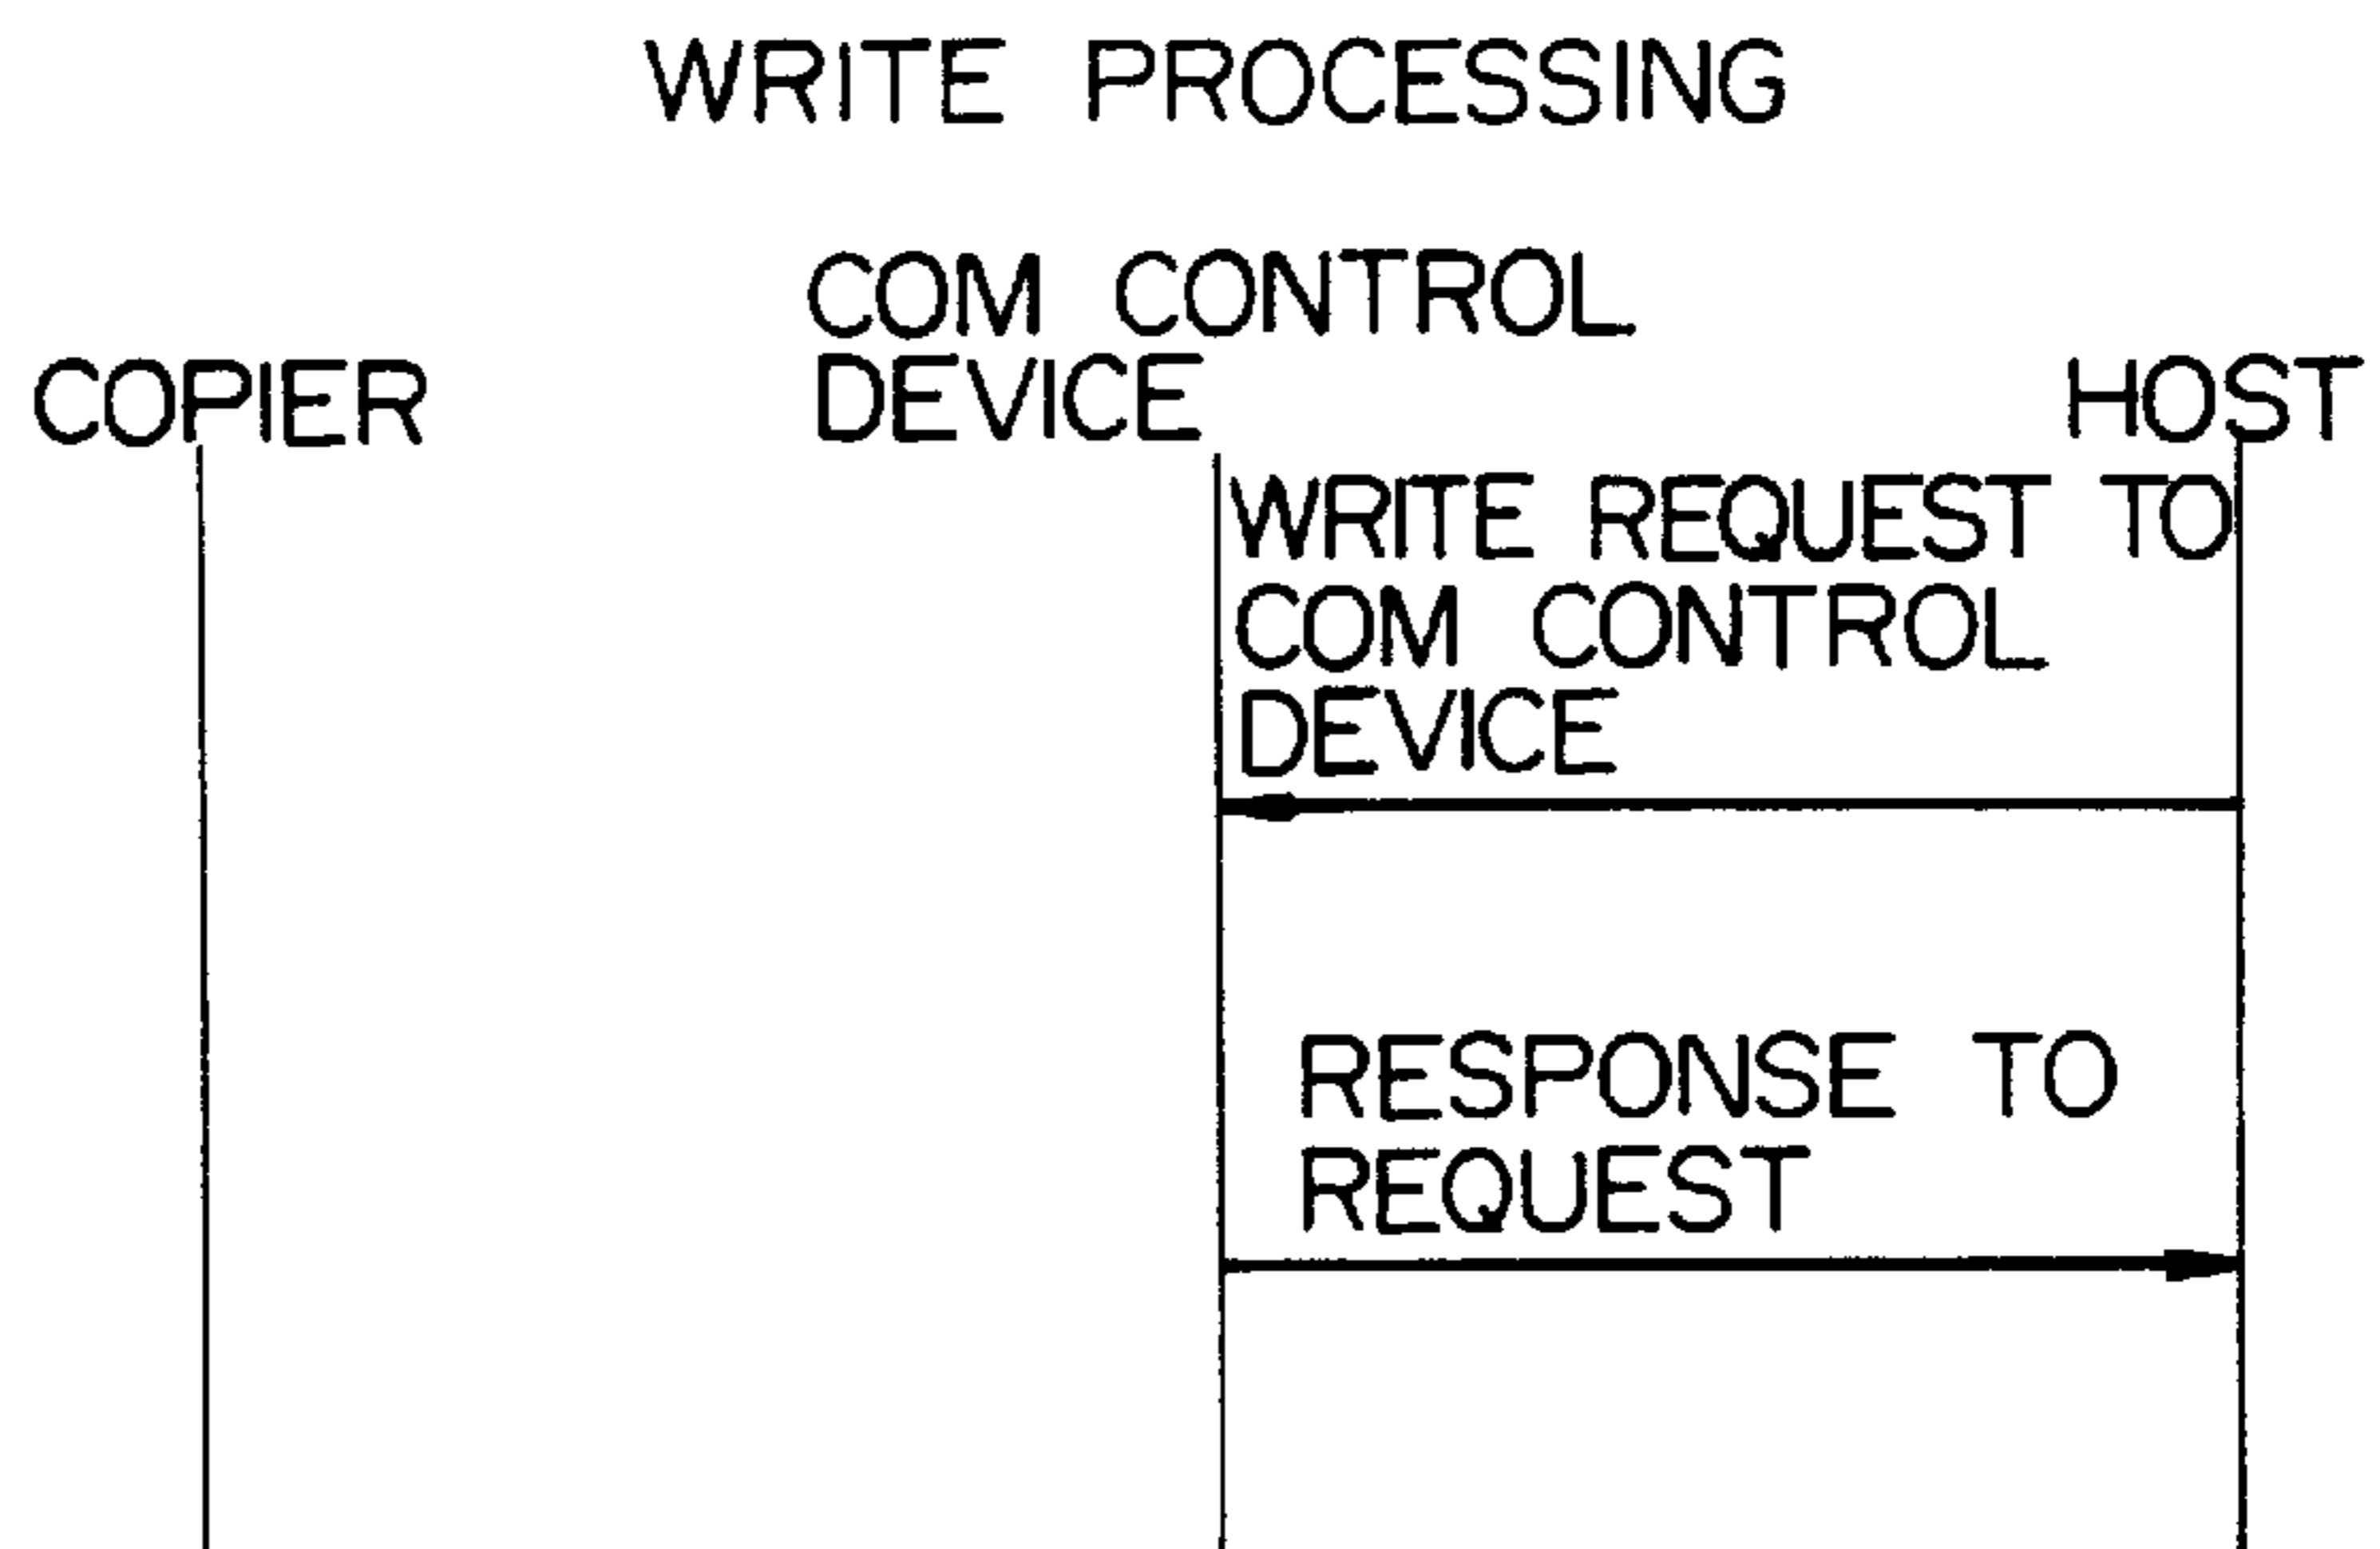 WRITE PROCESSING
COM CONTROL
DEVICE
COPIER
HOST
WRITE REQUEST TO
COM CONTROL
DEVICE
RESPONSE TO
REQUEST